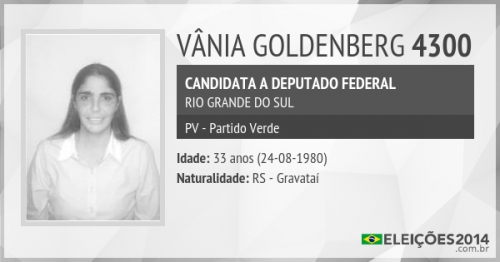 VÂNIA GOLDENBERG 4300
CANDIDATA A DEPUTADO FEDERAL
RIO GRANDE DO SUL
PV - Partido Verde
Idade: 33 anos (24-08-1980)
Naturalidade: RS - Gravataí
ELEIÇÕES2014
.com.br